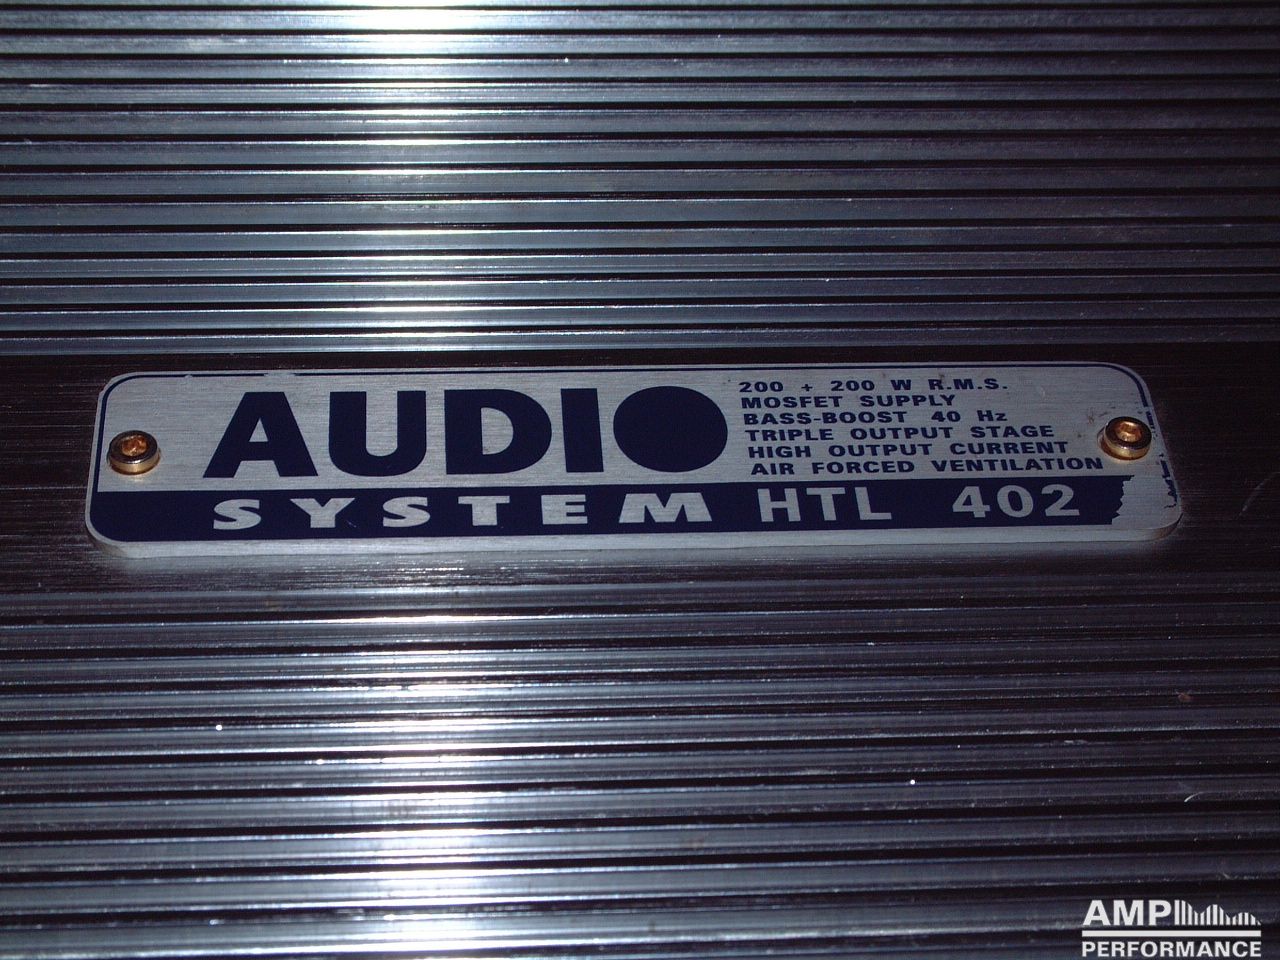 AUDIO
SYSTEM HTL 402
200 + 200 W R.M.S.
MOSFET SUPPLY
BASS-BOOST 40 Hz
TRIPLE OUTPUT STAGE
HIGH OUTPUT CURRENT
AIR FORCED VENTILATION
AMP
PERFORMANCE